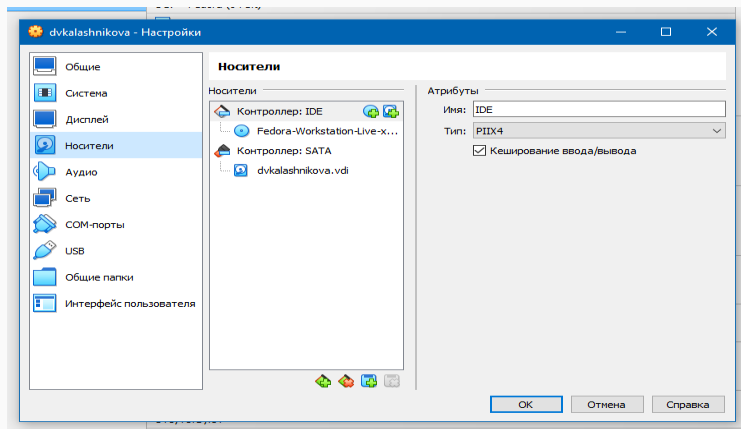 dvkalashnikova - Настройки
Общие
Система
Дисплей
Носители
Аудио
Сеть
COM-порты
USB
Общие папки
Интерфейс пользователя
Носители
Носители
Контроллер: IDE
Fedora-Workstation-Live-x...
Контроллер: SATA
dvkalashnikova.vdi
Атрибуты
Имя: IDE
Тип: PIIX4
Кеширование ввода/вывода
OK
Отмена
Справка